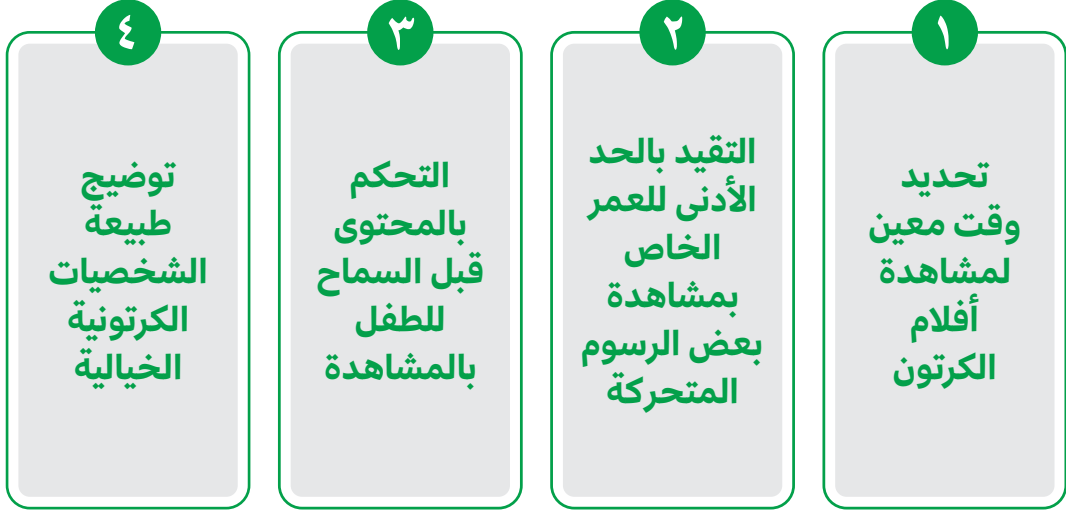 ١
تحديد
وقت معين
لمشاهدة
أفلام
الكرتون
٢
التقيد بالحد
الأدنى للعمر
الخاص
بمشاهدة
بعض الرسوم
المتحركة
٣
التحكم
بالمحتوى
قبل السماح
للطفل
بالمشاهدة
٤
توضيح
طبيعة
الشخصيات
الكرتونية
الخيالية